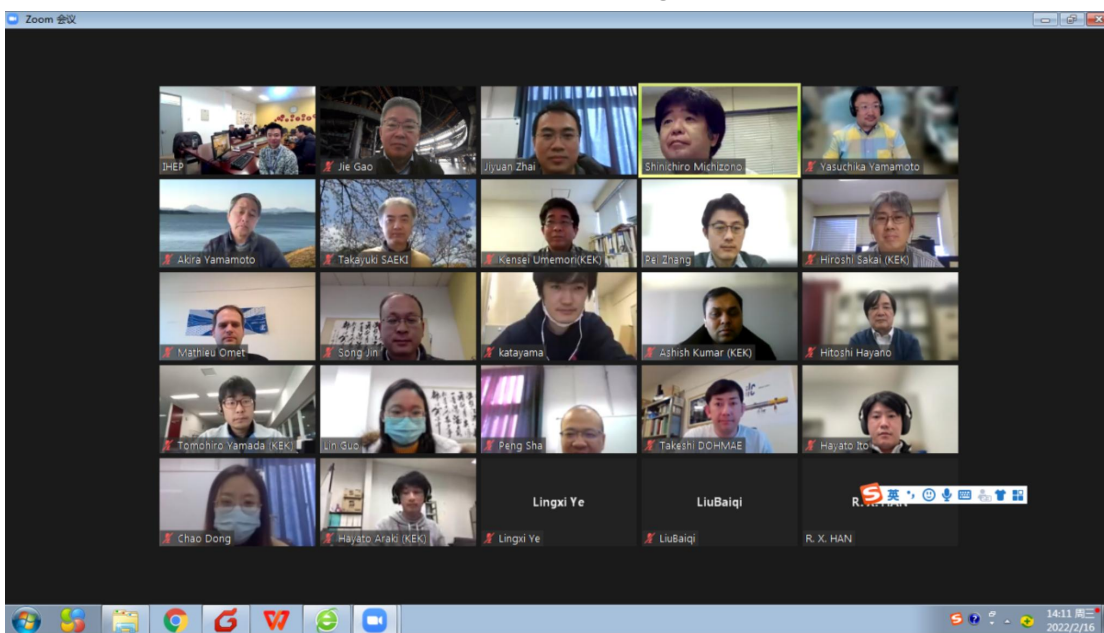 Zoom 会议
IHEP
Jie Gao
Jiyuan Zhai
Shinichiro Michizono
Yasuchika Yamamoto
Akira Yamamoto
Takayuki SAEKI
Kensei Umemori(KEK)
Pei Zhang
Hiroshi Sakai (KEK)
Mathieu Omet
Song Jin
katayama
Ashish Kumar (KEK)
Hitoshi Hayano
Tomohiro Yamada (KEK)
Lin Guo
Peng Sha
Takeshi DOHMAE
Hayato Ito
Lingxi Ye
LiuBaiqi
英
Chao Dong
Hayato Araki (KEK)
Lingxi Ye
LiuBaiqi
R. X. HAN
14:11 周三
2022/2/16